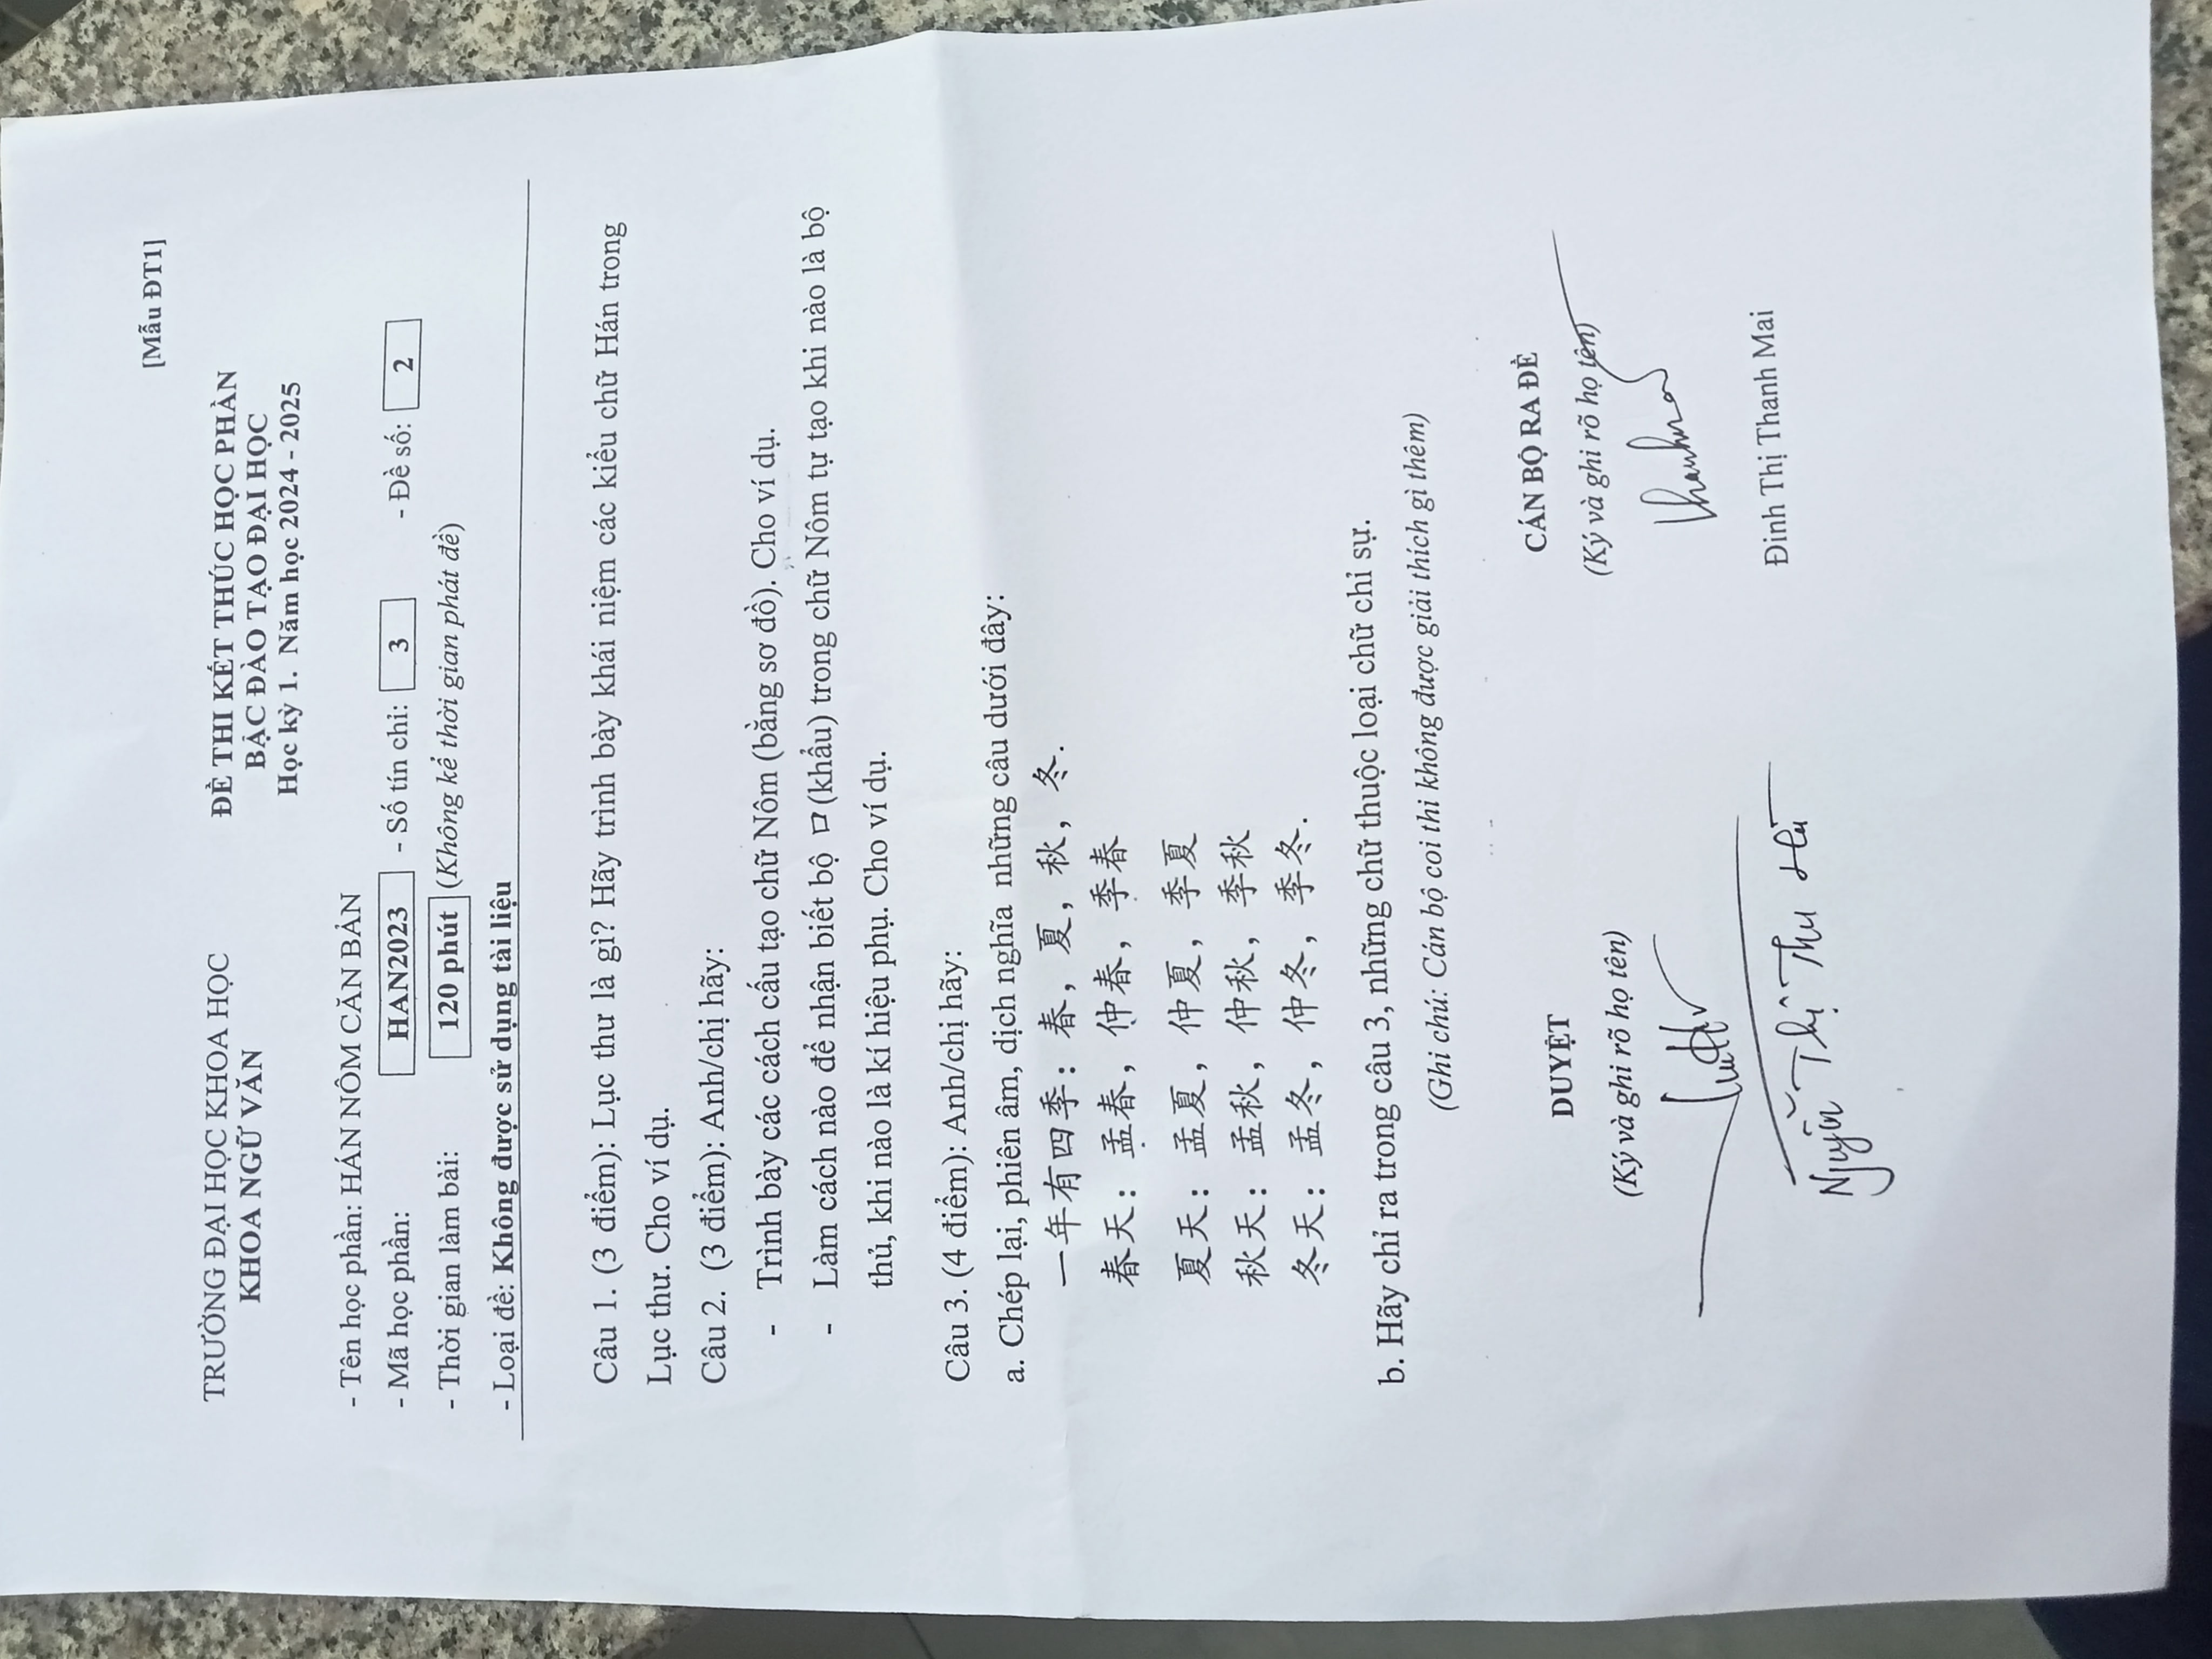 [Mẫu ĐT1]
TRƯỜNG ĐẠI HỌC KHOA HỌC ĐỀ THI KẾT THÚC HỌC PHẦN
KHOA NGỮ VĂN BẬC ĐÀO TẠO ĐẠI HỌC
Học kỳ 1. Năm học 2024 - 2025
- Tên học phần: HÁN NÔM CĂN BẢN
- Mã học phần: HAN2023 - Số tín chỉ: 3 - Đề số: 2
- Thời gian làm bài: 120 phút (Không kể thời gian phát đề)
- Loại đề: Không được sử dụng tài liệu
Câu 1. (3 điểm): Lục thư là gì? Hãy trình bày khái niệm các kiểu chữ Hán trong
Lục thư. Cho ví dụ.
Câu 2. (3 điểm): Anh/chị hãy:
- Trình bày các cách cấu tạo chữ Nôm (bằng sơ đồ). Cho ví dụ.
- Làm cách nào để nhận biết bộ 口 (khẩu) trong chữ Nôm tự tạo khi nào là bộ
thủ, khi nào là kí hiệu phụ. Cho ví dụ.
Câu 3. (4 điểm): Anh/chị hãy:
a. Chép lại, phiên âm, dịch nghĩa những câu dưới đây:
一年有四季：春，夏，秋，冬.
春天：孟春，仲春，季春
夏天：孟夏，仲夏，季夏
秋天：孟秋，仲秋，季秋
冬天：孟冬，仲冬，季冬.
b. Hãy chỉ ra trong câu 3, những chữ thuộc loại chữ chỉ sự.
(Ghi chú: Cán bộ coi thi không được giải thích gì thêm)
DUYỆT CÁN BỘ RA ĐỀ
(Ký và ghi rõ họ tên) (Ký và ghi rõ họ tên)
Nguyễn Thị Thu Hà Đinh Thị Thanh Mai